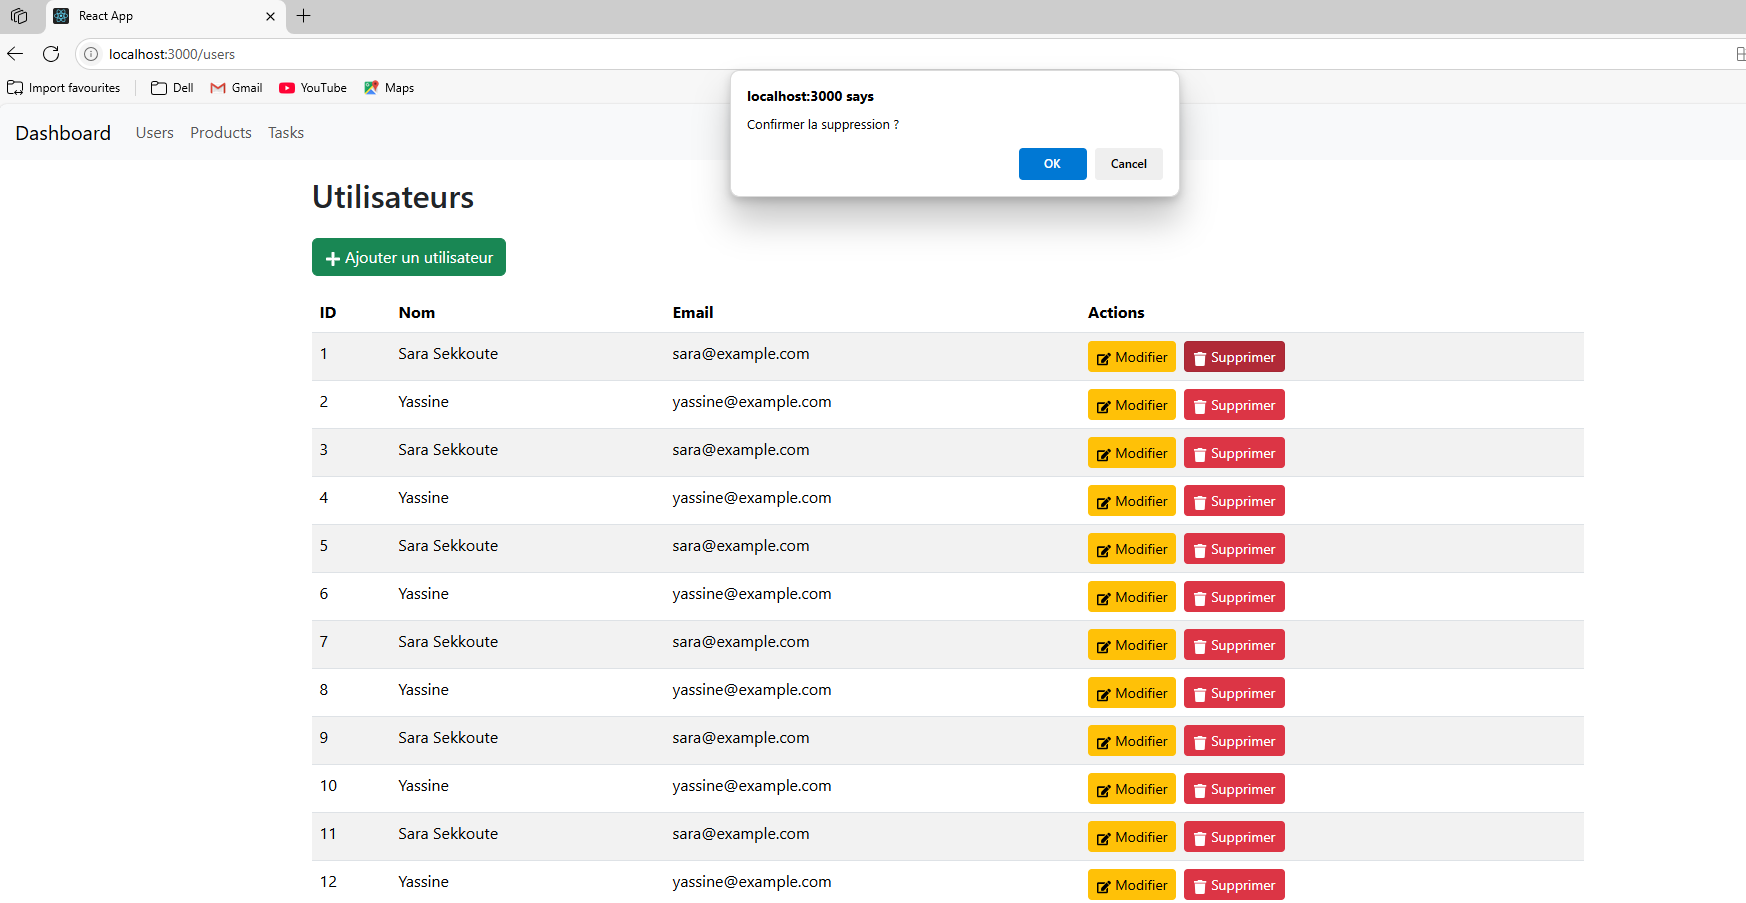 React App
localhost:3000/users
Import favourites Dell Gmail YouTube Maps
localhost:3000 says
Confirmer la suppression ?
OK Cancel
Dashboard Users Products Tasks
Utilisateurs
Ajouter un utilisateur
ID Nom Email Actions
1 Sara Sekkoute sara@example.com Modifier Supprimer
2 Yassine yassine@example.com Modifier Supprimer
3 Sara Sekkoute sara@example.com Modifier Supprimer
4 Yassine yassine@example.com Modifier Supprimer
5 Sara Sekkoute sara@example.com Modifier Supprimer
6 Yassine yassine@example.com Modifier Supprimer
7 Sara Sekkoute sara@example.com Modifier Supprimer
8 Yassine yassine@example.com Modifier Supprimer
9 Sara Sekkoute sara@example.com Modifier Supprimer
10 Yassine yassine@example.com Modifier Supprimer
11 Sara Sekkoute sara@example.com Modifier Supprimer
12 Yassine yassine@example.com Modifier Supprimer